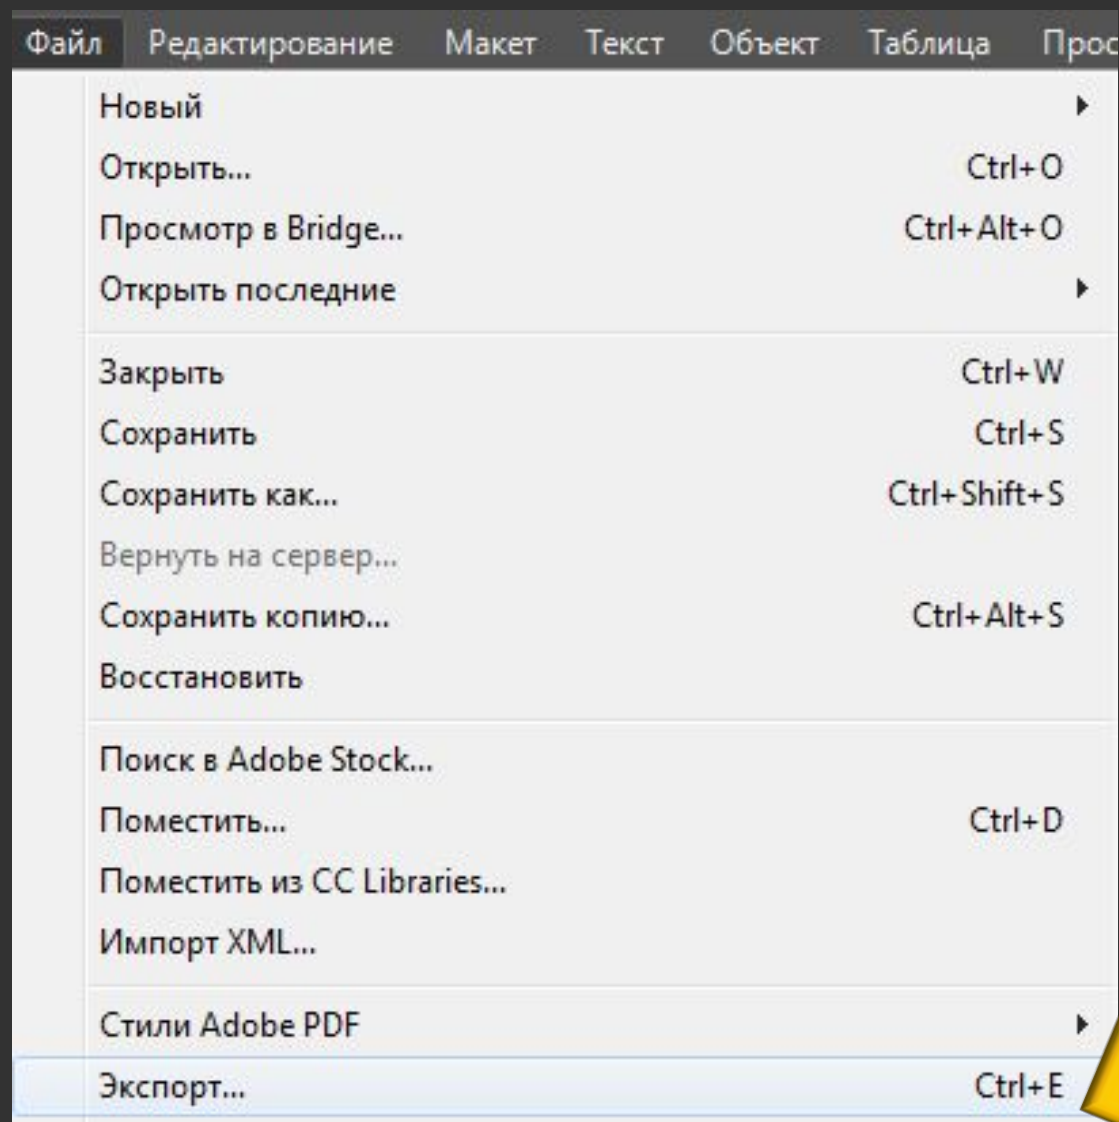 Файл Редактирование Макет Текст Объект Таблица
Новый
Открыть... Ctrl+O
Просмотр в Bridge... Ctrl+Alt+O
Открыть последние
Закрыть Ctrl+W
Сохранить Ctrl+S
Сохранить как... Ctrl+Shift+S
Вернуть на сервер...
Сохранить копию... Ctrl+Alt+S
Восстановить
Поиск в Adobe Stock...
Поместить... Ctrl+D
Поместить из CC Libraries...
Импорт XML...
Стили Adobe PDF
Экспорт... Ctrl+E